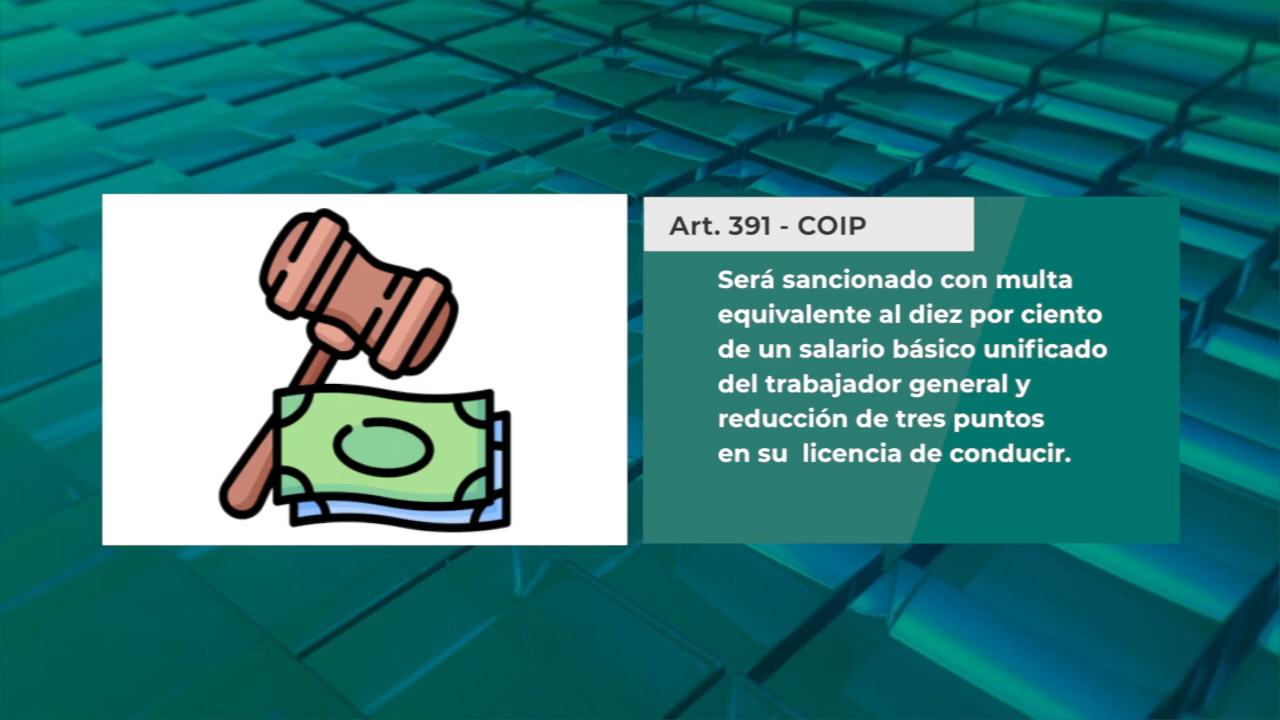 Art. 391 - COIP
Será sancionado con multa
equivalente al diez por ciento
de un salario básico unificado
del trabajador general y
reducción de tres puntos
en su  licencia de conducir.